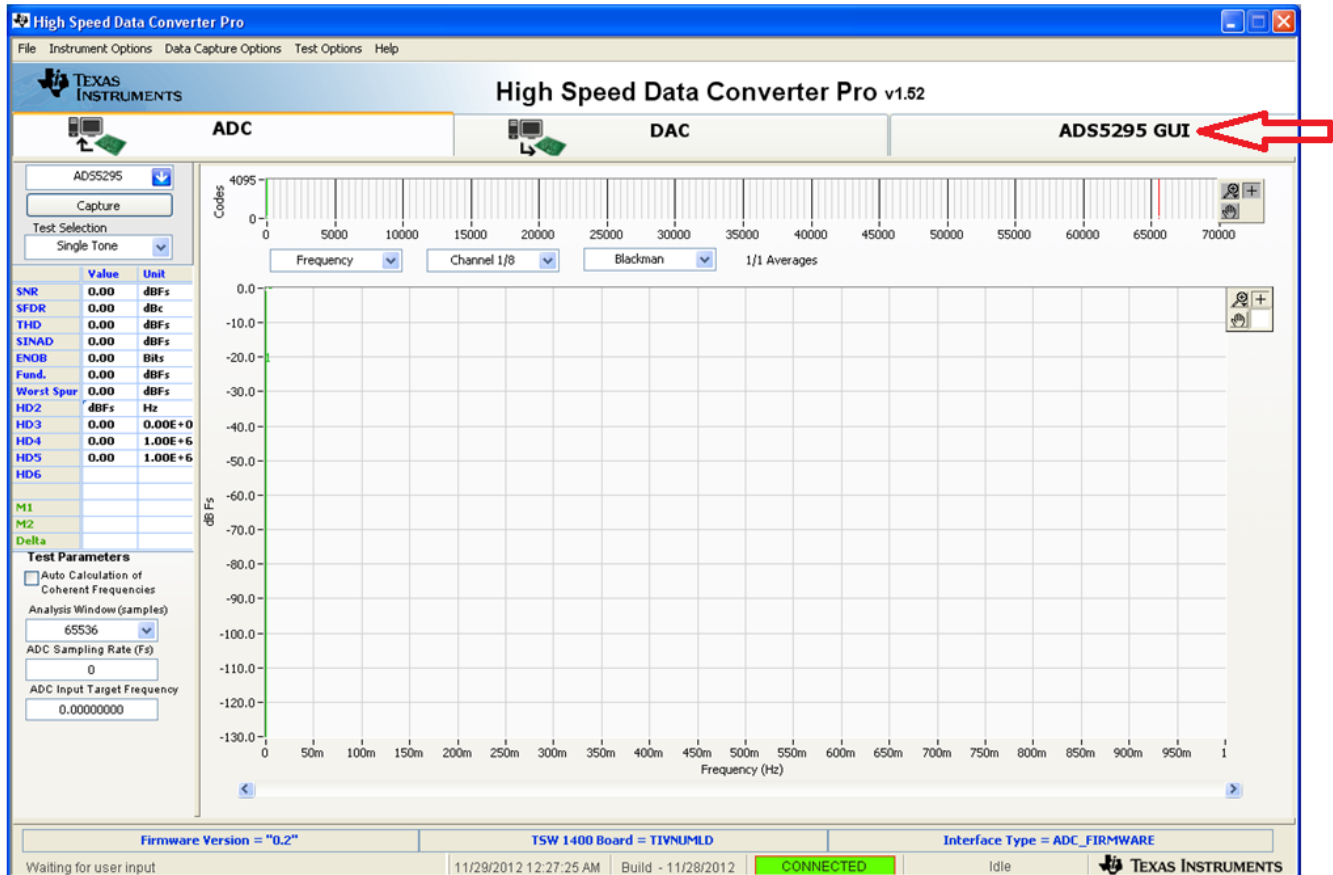 High Speed Data Converter Pro
File Instrument Options Data Capture Options Test Options Help
TEXAS
INSTRUMENTS
High Speed Data Converter Pro v1.52
ADC
DAC
ADS5295 GUI
ADS5295
Capture
Test Selection
Single Tone
Value Unit
SNR 0.00 dBFs
SFDR 0.00 dBc
THD 0.00 dBFs
SINAD 0.00 dBFs
ENOB 0.00 Bits
Fund. 0.00 dBFs
Worst Spur 0.00 dBFs
HD2 dBFs Hz
HD3 0.00 0.00E+0
HD4 0.00 1.00E+6
HD5 0.00 1.00E+6
HD6
M1
M2
Delta
Test Parameters
Auto Calculation of
Coherent Frequencies
Analysis Window (samples)
65536
ADC Sampling Rate (Fs)
0
ADC Input Target Frequency
0.00000000
Codes
4095
0
0 5000 10000 15000 20000 25000 30000 35000 40000 45000 50000 55000 60000 65000 70000
Frequency Channel 1/8 Blackman 1/1 Averages
dB Fs
0.0
-10.0
-20.0
1
-30.0
-40.0
-50.0
-60.0
-70.0
-80.0
-90.0
-100.0
-110.0
-120.0
-130.0
0 50m 100m 150m 200m 250m 300m 350m 400m 450m 500m 550m 600m 650m 700m 750m 800m 850m 900m 950m 1
Frequency (Hz)
Firmware Version = "0.2" TSW 1400 Board = TIVNUMLD Interface Type = ADC_FIRMWARE
Waiting for user input 11/29/2012 12:27:25 AM Build - 11/28/2012 CONNECTED Idle TEXAS INSTRUMENTS